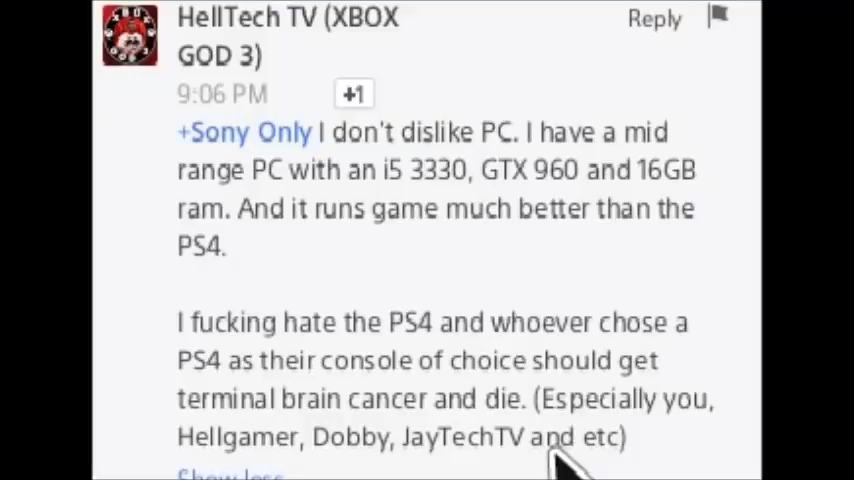 HellTech TV (XBOX
Reply
GOD 3)
9:06 PM
+1
+Sony Only I don't dislike PC. I have a mid
range PC with an i5 3330, GTX 960 and 16GB
ram. And it runs game much better than the
PS4.
I fucking hate the PS4 and whoever chose a
PS4 as their console of choice should get
terminal brain cancer and die. (Especially you,
Hellgamer, Dobby, JayTechTV and etc)
Show less